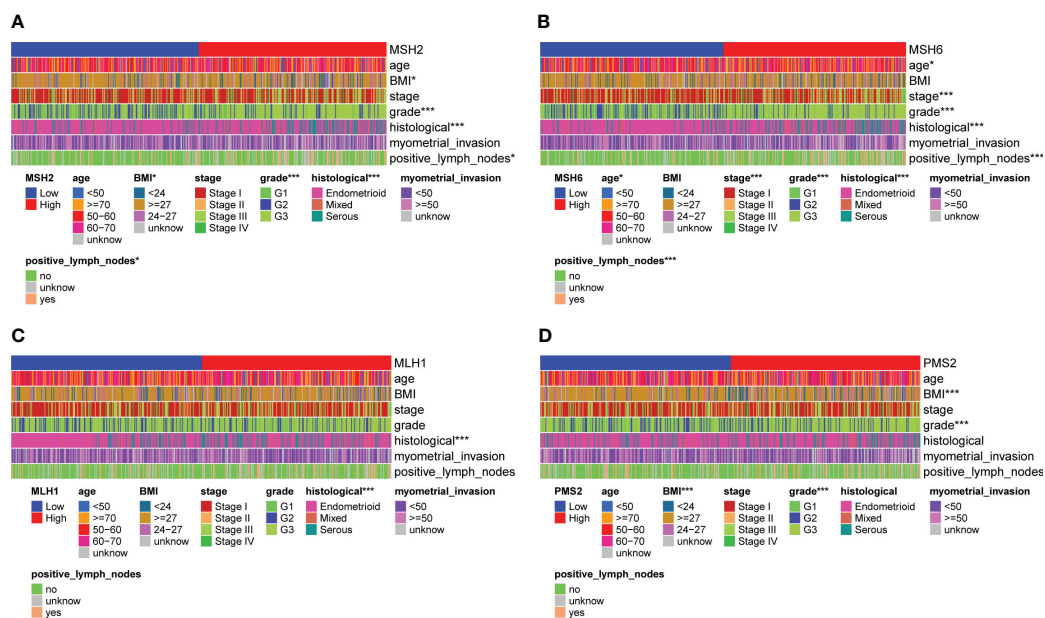 A
MSH2
age
BMI*
stage
grade***
histological***
myometrial_invasion
positive_lymph_nodes*
MSH2 age BMI* stage grade*** histological*** myometrial_invasion
Low <50 <24 Stage I G1 Endometrioid <50
High >=70 >=27 Stage II G2 Mixed >=50
50−60 24−27 Stage III G3 Serous unknow
60−70 unknow Stage IV
unknow
positive_lymph_nodes*
no
unknow
yes
B
MSH6
age*
BMI
stage***
grade***
histological***
myometrial_invasion
positive_lymph_nodes***
MSH6 age* BMI stage*** grade*** histological*** myometrial_invasion
Low <50 <24 Stage I G1 Endometrioid <50
High >=70 >=27 Stage II G2 Mixed >=50
50−60 24−27 Stage III G3 Serous unknow
60−70 unknow Stage IV
unknow
positive_lymph_nodes***
no
unknow
yes
C
MLH1
age
BMI
stage
grade
histological***
myometrial_invasion
positive_lymph_nodes
MLH1 age BMI stage grade histological*** myometrial_invasion
Low <50 <24 Stage I G1 Endometrioid <50
High >=70 >=27 Stage II G2 Mixed >=50
50−60 24−27 Stage III G3 Serous unknow
60−70 unknow Stage IV
unknow
positive_lymph_nodes
no
unknow
yes
D
PMS2
age
BMI***
stage
grade***
histological
myometrial_invasion
positive_lymph_nodes
PMS2 age BMI*** stage grade*** histological myometrial_invasion
Low <50 <24 Stage I G1 Endometrioid <50
High >=70 >=27 Stage II G2 Mixed >=50
50−60 24−27 Stage III G3 Serous unknow
60−70 unknow Stage IV
unknow
positive_lymph_nodes
no
unknow
yes